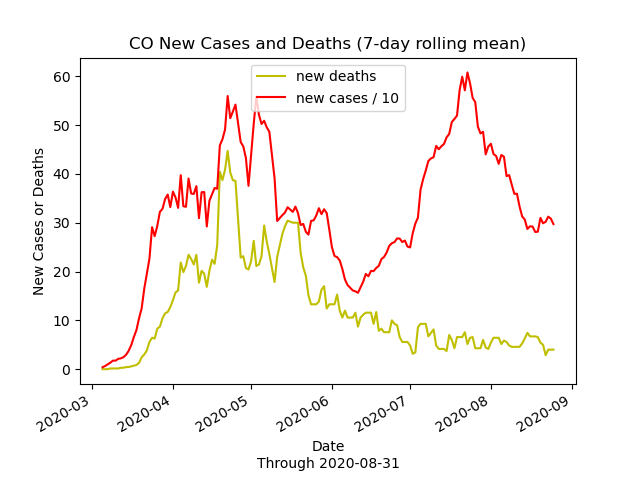 CO New Cases and Deaths (7-day rolling mean)
new deaths
new cases / 10
60
50
40
30
20
10
0
New Cases or Deaths
2020-03
2020-04
2020-05
2020-06
2020-07
2020-08
2020-09
Date
Through 2020-08-31